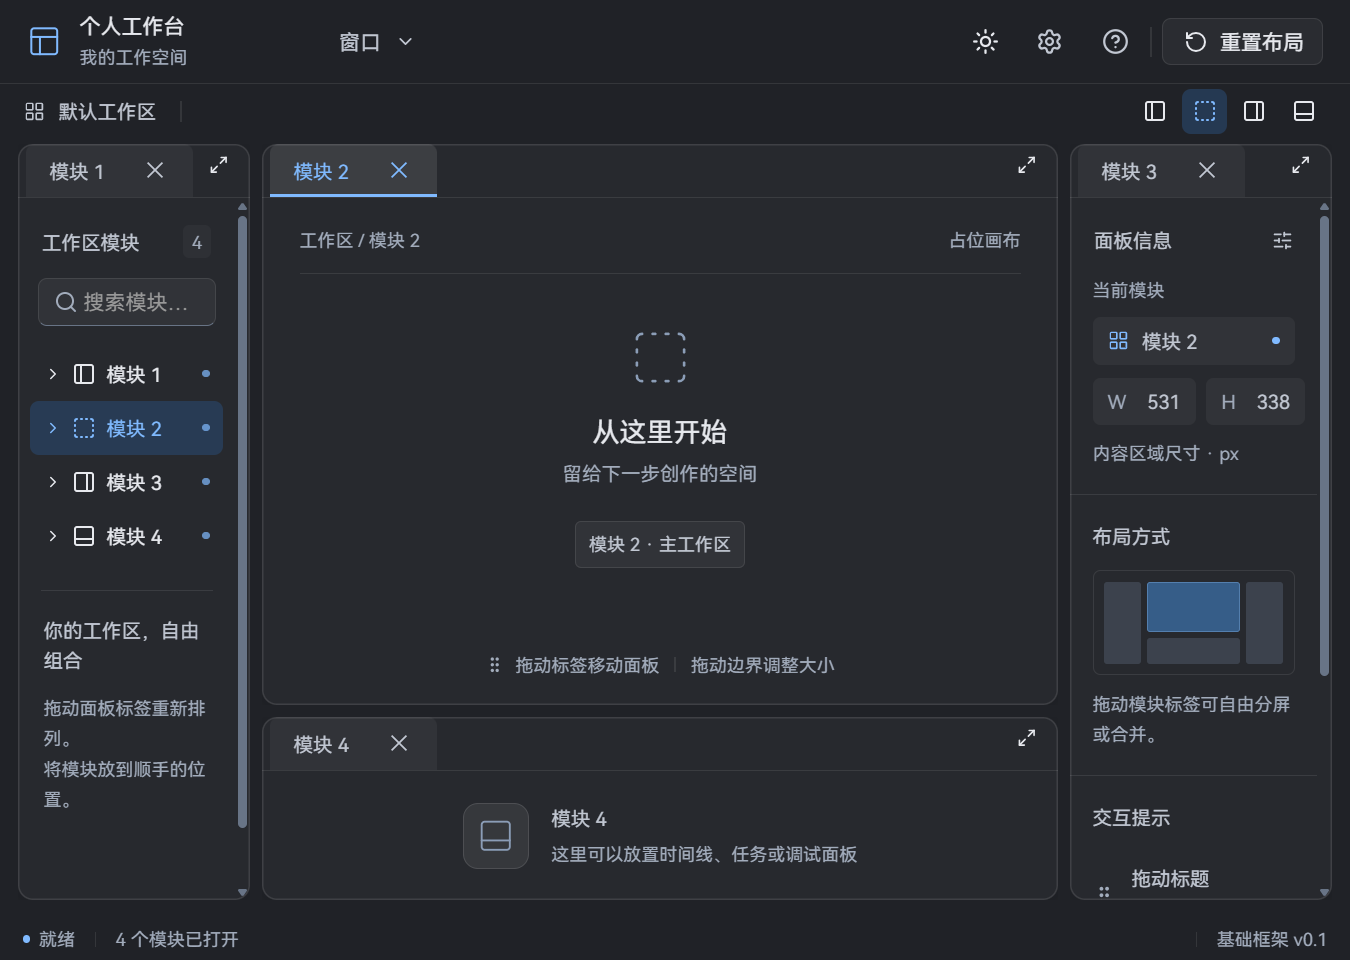 个人工作台
我的工作空间
窗口
重置布局
默认工作区
模块 1
工作区模块
4
搜索模块...
模块 1
模块 2
模块 3
模块 4
你的工作区，自由
组合
拖动面板标签重新排
列。
将模块放到顺手的位
置。
模块 2
工作区 / 模块 2
占位画布
从这里开始
留给下一步创作的空间
模块 2 · 主工作区
拖动标签移动面板
拖动边界调整大小
模块 4
模块 4
这里可以放置时间线、任务或调试面板
模块 3
面板信息
当前模块
模块 2
W 531
H 338
内容区域尺寸 · px
布局方式
拖动模块标签可自由分屏
或合并。
交互提示
拖动标题
就绪
4 个模块已打开
基础框架 v0.1